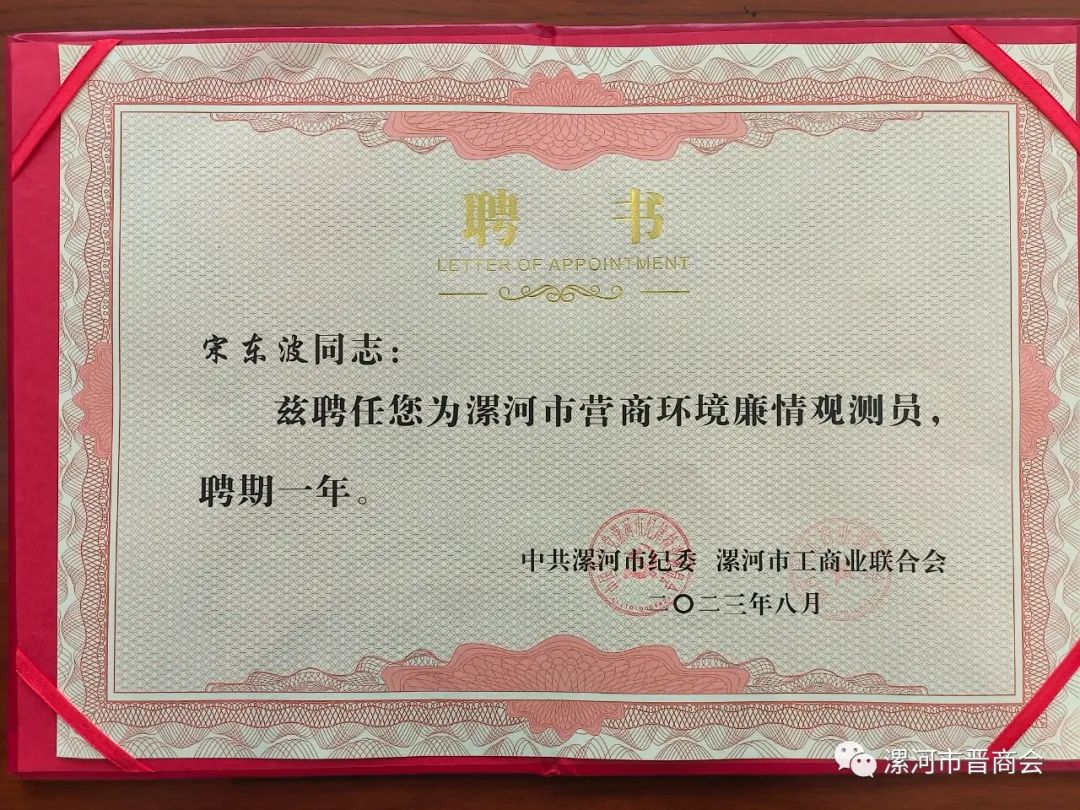 聘 书
LETTER OF APPOINTMENT
宋东波同志：
兹聘任您为漯河市营商环境廉情观测员，
聘期一年。
中共漯河市纪委 漯河市工商业联合会
二〇二三年八月
漯河市晋商会